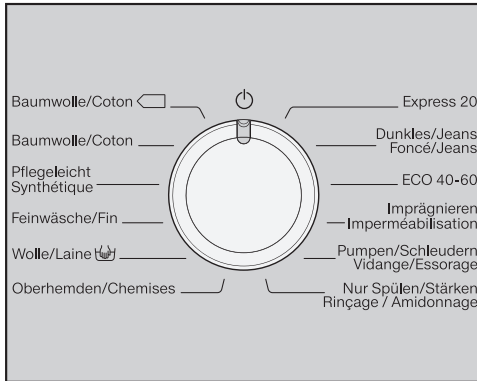 Baumwolle/Coton
Baumwolle/Coton
Pflegeleicht
Synthétique
Feinwäsche/Fin
Wolle/Laine
Oberhemden/Chemises
Express 20
Dunkles/Jeans
Foncé/Jeans
ECO 40-60
Imprägnieren
Imperméabilisation
Pumpen/Schleudern
Vidange/Essorage
Nur Spülen/Stärken
Rinçage / Amidonnage